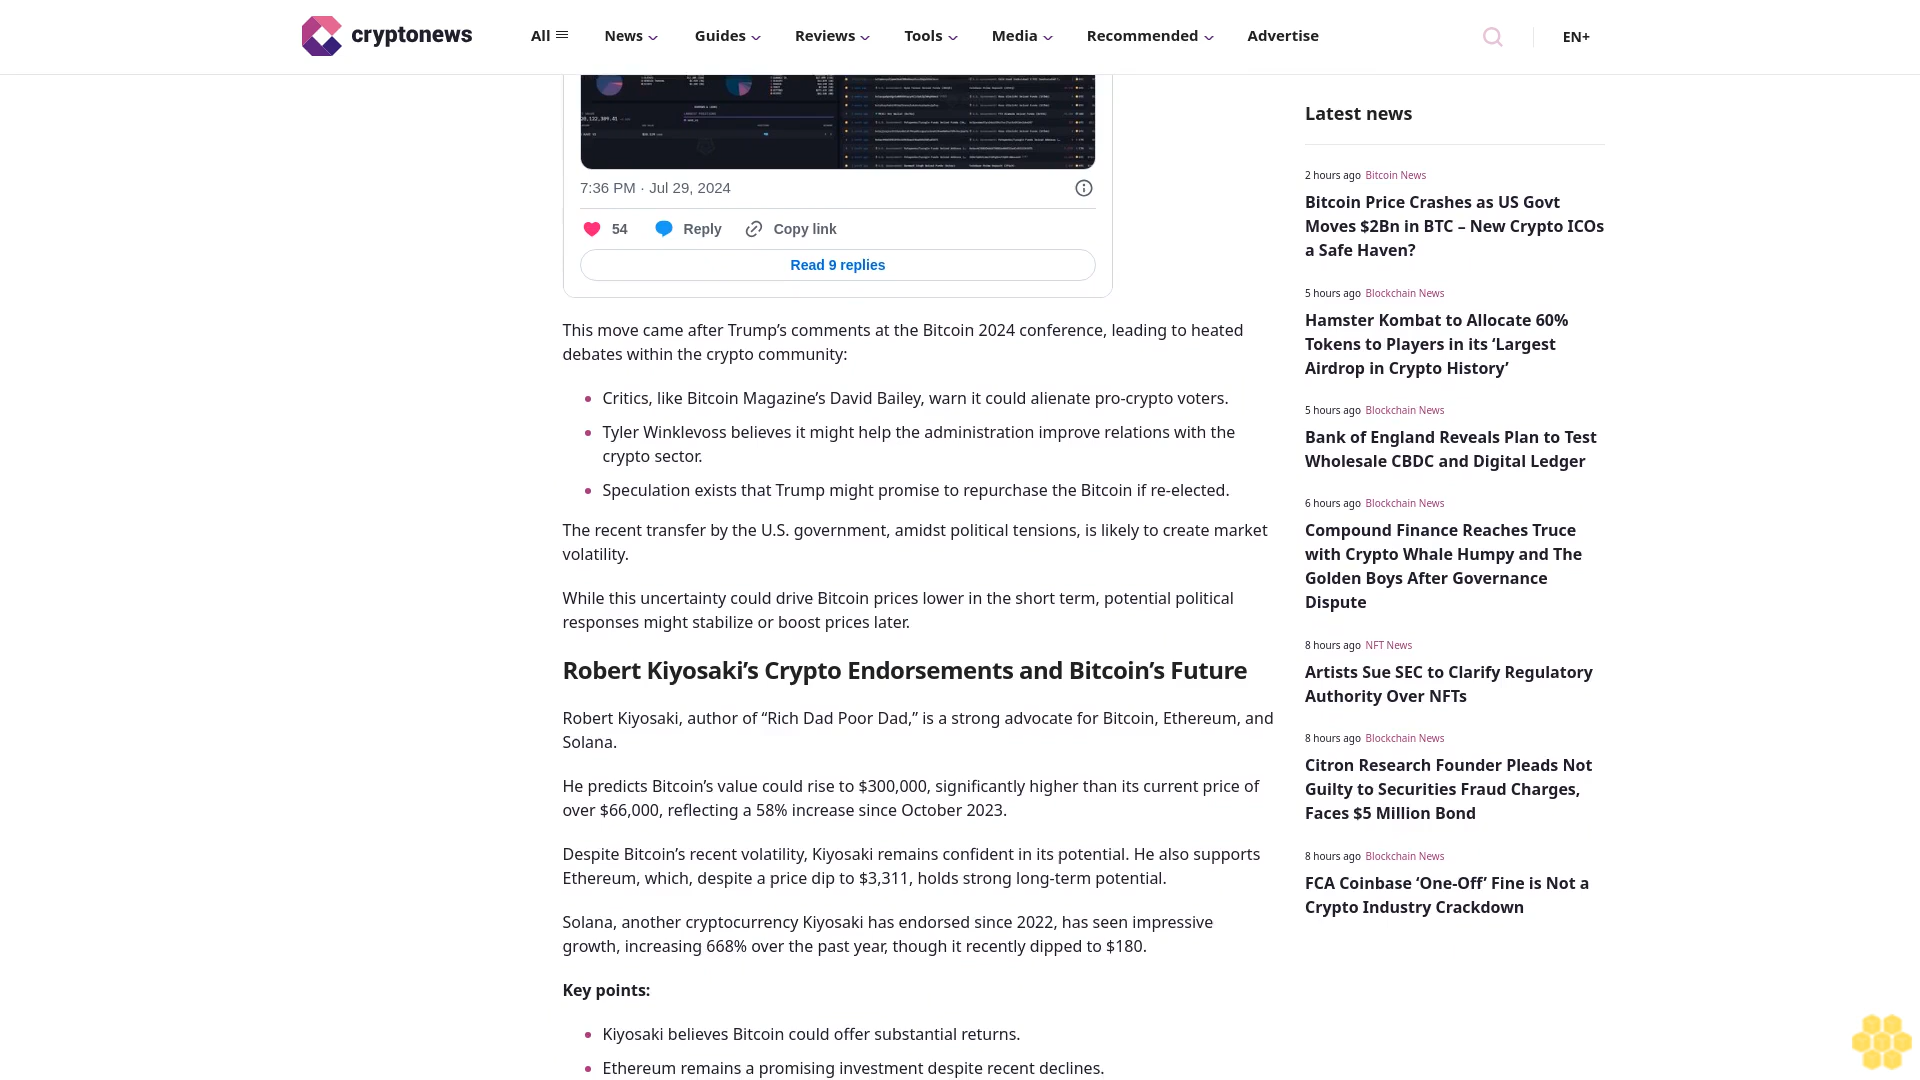 cryptonews
All
News
Guides
Reviews
Tools
Media
Recommended
Advertise
EN+
7:36 PM · Jul 29, 2024
54
Reply
Copy link
Read 9 replies
This move came after Trump’s comments at the Bitcoin 2024 conference, leading to heated
debates within the crypto community:
Critics, like Bitcoin Magazine’s David Bailey, warn it could alienate pro-crypto voters.
Tyler Winklevoss believes it might help the administration improve relations with the
crypto sector.
Speculation exists that Trump might promise to repurchase the Bitcoin if re-elected.
The recent transfer by the U.S. government, amidst political tensions, is likely to create market
volatility.
While this uncertainty could drive Bitcoin prices lower in the short term, potential political
responses might stabilize or boost prices later.
Robert Kiyosaki’s Crypto Endorsements and Bitcoin’s Future
Robert Kiyosaki, author of “Rich Dad Poor Dad,” is a strong advocate for Bitcoin, Ethereum, and
Solana.
He predicts Bitcoin’s value could rise to $300,000, significantly higher than its current price of
over $66,000, reflecting a 58% increase since October 2023.
Despite Bitcoin’s recent volatility, Kiyosaki remains confident in its potential. He also supports
Ethereum, which, despite a price dip to $3,311, holds strong long-term potential.
Solana, another cryptocurrency Kiyosaki has endorsed since 2022, has seen impressive
growth, increasing 668% over the past year, though it recently dipped to $180.
Key points:
Kiyosaki believes Bitcoin could offer substantial returns.
Ethereum remains a promising investment despite recent declines.
Latest news
2 hours ago Bitcoin News
Bitcoin Price Crashes as US Govt
Moves $2Bn in BTC – New Crypto ICOs
a Safe Haven?
5 hours ago Blockchain News
Hamster Kombat to Allocate 60%
Tokens to Players in its ‘Largest
Airdrop in Crypto History’
5 hours ago Blockchain News
Bank of England Reveals Plan to Test
Wholesale CBDC and Digital Ledger
6 hours ago Blockchain News
Compound Finance Reaches Truce
with Crypto Whale Humpy and The
Golden Boys After Governance
Dispute
8 hours ago NFT News
Artists Sue SEC to Clarify Regulatory
Authority Over NFTs
8 hours ago Blockchain News
Citron Research Founder Pleads Not
Guilty to Securities Fraud Charges,
Faces $5 Million Bond
8 hours ago Blockchain News
FCA Coinbase ‘One-Off’ Fine is Not a
Crypto Industry Crackdown